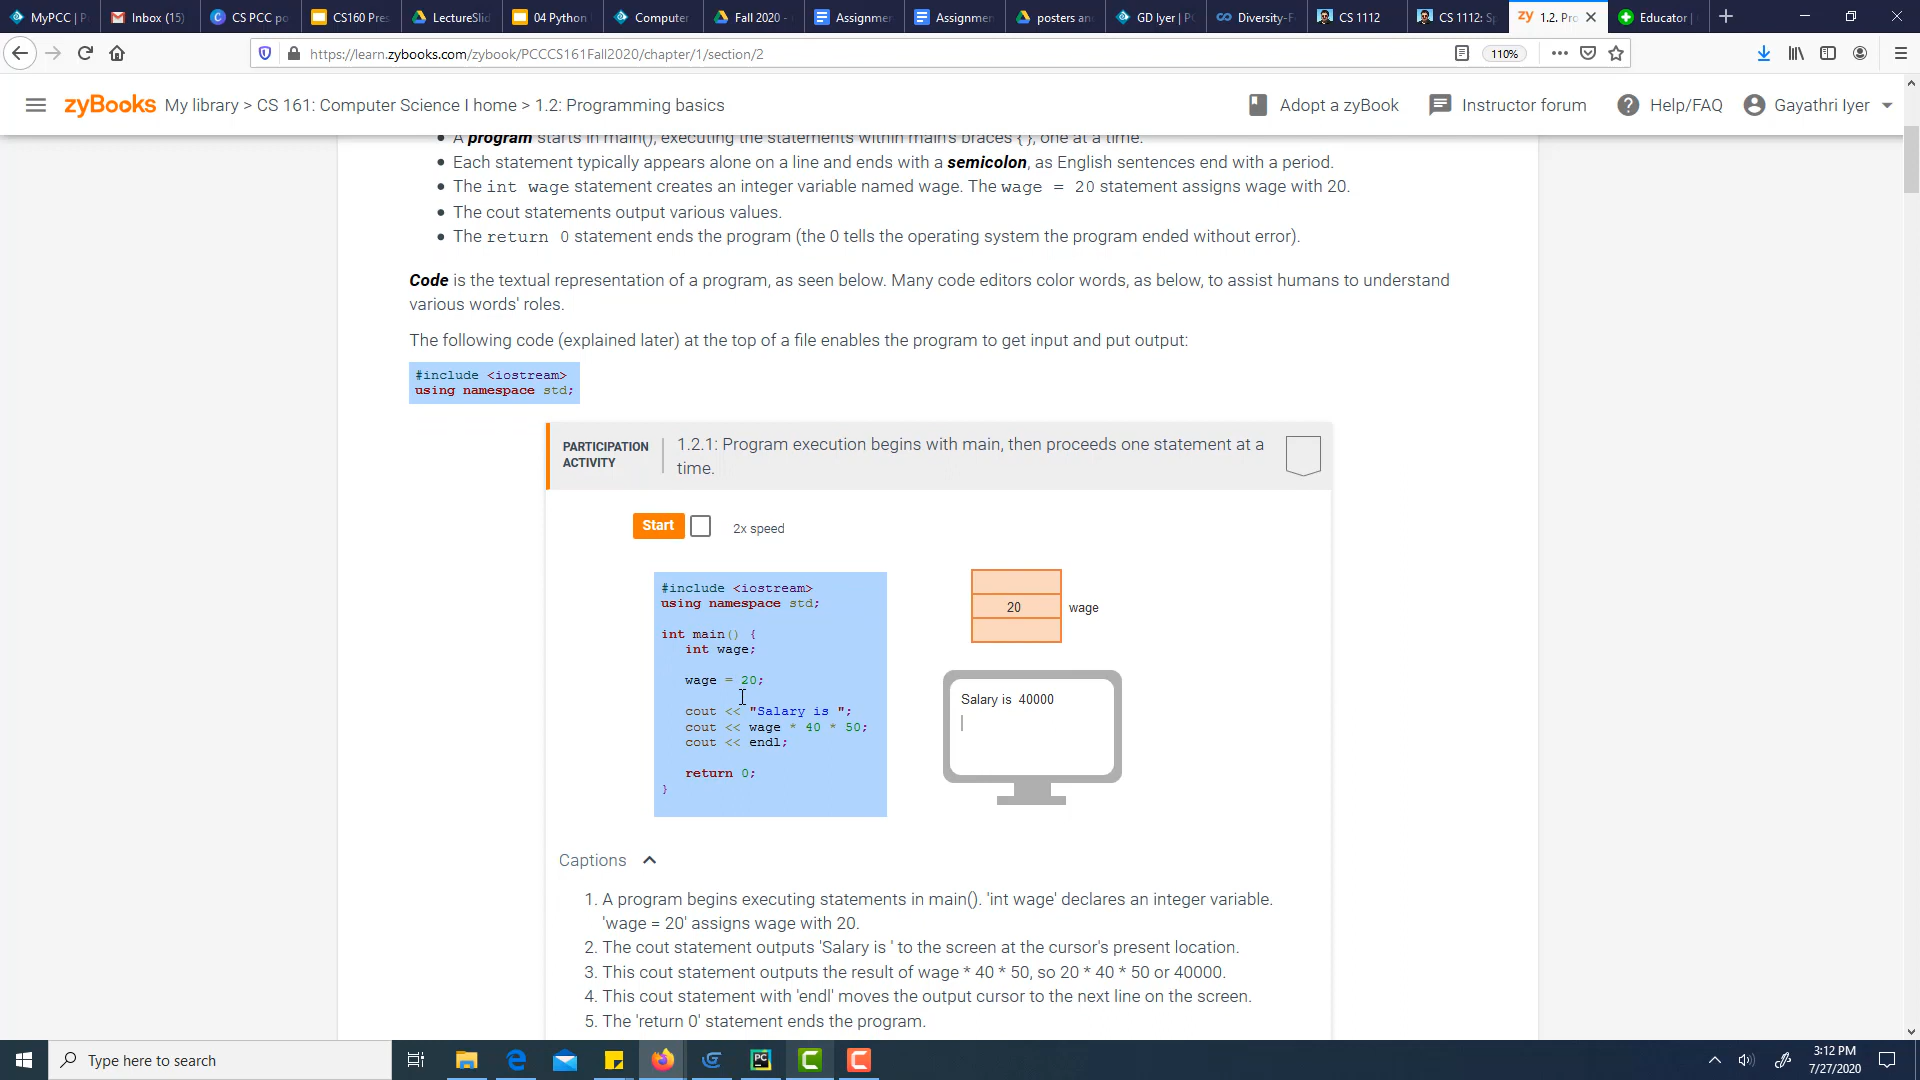 MyPCC | P
Inbox (15)
CS PCC po
CS160 Pres
LectureSlid
04 Python
Computer
Fall 2020 -
Assignmen
Assignmen
posters an
GD Iyer | P
Diversity-F
CS 1112
CS 1112: S
1.2. Pro
Educator |
https://learn.zybooks.com/zybook/PCCCS161Fall2020/chapter/1/section/2
110%
zyBooks My library > CS 161: Computer Science I home > 1.2: Programming basics
Adopt a zyBook
Instructor forum
Help/FAQ
Gayathri Iyer
A program starts in main(), executing the statements within main's braces { }, one at a time.
Each statement typically appears alone on a line and ends with a semicolon, as English sentences end with a period.
The int wage statement creates an integer variable named wage. The wage = 20 statement assigns wage with 20.
The cout statements output various values.
The return 0 statement ends the program (the 0 tells the operating system the program ended without error).
Code is the textual representation of a program, as seen below. Many code editors color words, as below, to assist humans to understand
various words' roles.
The following code (explained later) at the top of a file enables the program to get input and put output:
#include <iostream>
using namespace std;
PARTICIPATION
ACTIVITY
1.2.1: Program execution begins with main, then proceeds one statement at a
time.
Start
2x speed
#include <iostream>
using namespace std;
int main() {
int wage;
wage = 20;
cout << "Salary is ";
cout << wage * 40 * 50;
cout << endl;
return 0;
}
20
wage
Salary is 40000
Captions
1. A program begins executing statements in main(). 'int wage' declares an integer variable.
'wage = 20' assigns wage with 20.
2. The cout statement outputs 'Salary is ' to the screen at the cursor's present location.
3. This cout statement outputs the result of wage * 40 * 50, so 20 * 40 * 50 or 40000.
4. This cout statement with 'endl' moves the output cursor to the next line on the screen.
5. The 'return 0' statement ends the program.
Type here to search
3:12 PM
7/27/2020